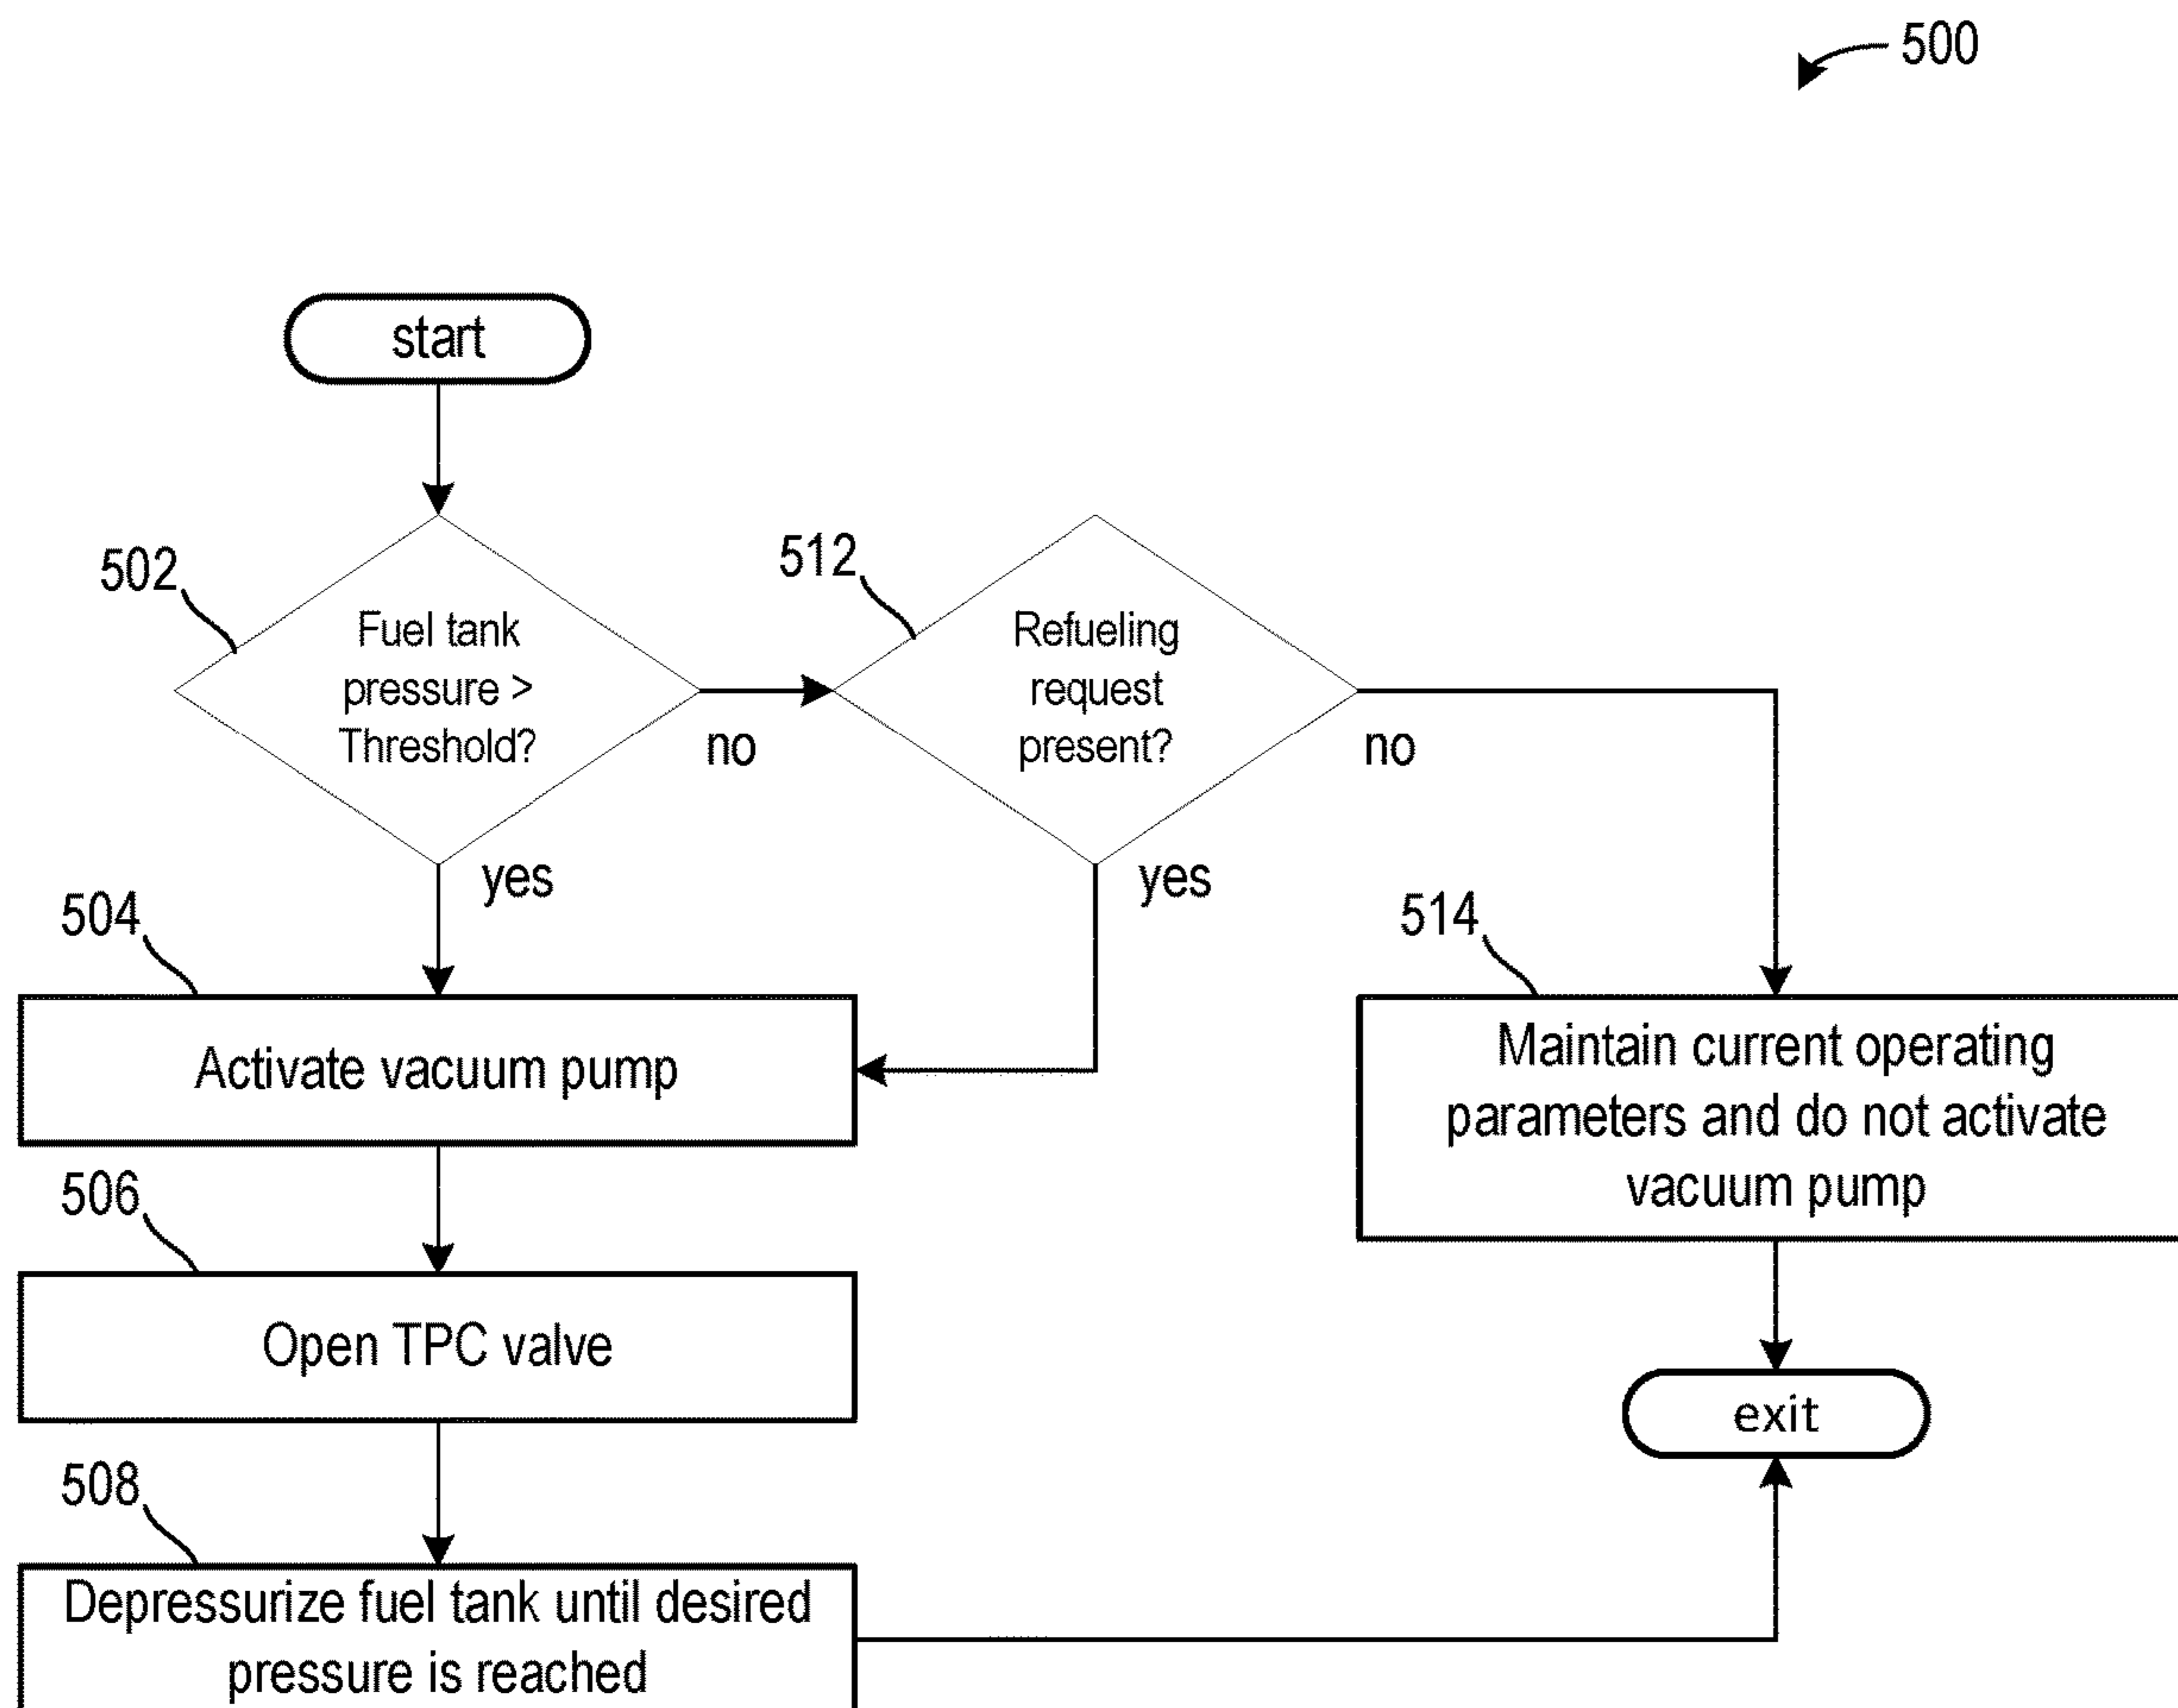 500
start
502
Fuel tank
pressure >
Threshold?
no
yes
512
Refueling
request
present?
no
yes
504
Activate vacuum pump
514
Maintain current operating
parameters and do not activate
vacuum pump
506
Open TPC valve
exit
508
Depressurize fuel tank until desired
pressure is reached